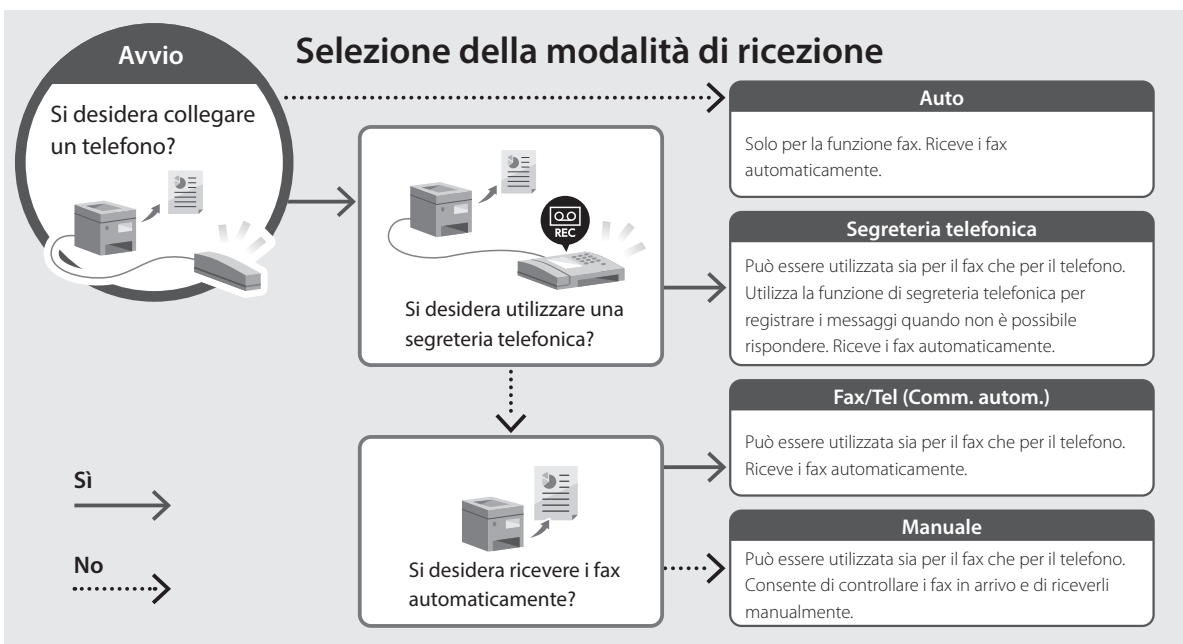 Selezione della modalità di ricezione
Avvio
Si desidera collegare
un telefono?
REC
Si desidera utilizzare una
segreteria telefonica?
Si desidera ricevere i fax
automaticamente?
Auto
Solo per la funzione fax. Riceve i fax
automaticamente.
Segreteria telefonica
Può essere utilizzata sia per il fax che per il telefono.
Utilizza la funzione di segreteria telefonica per
registrare i messaggi quando non è possibile
rispondere. Riceve i fax automaticamente.
Fax/Tel (Comm. autom.)
Può essere utilizzata sia per il fax che per il telefono.
Riceve i fax automaticamente.
Manuale
Può essere utilizzata sia per il fax che per il telefono.
Consente di controllare i fax in arrivo e di riceverli
manualmente.
Sì
No